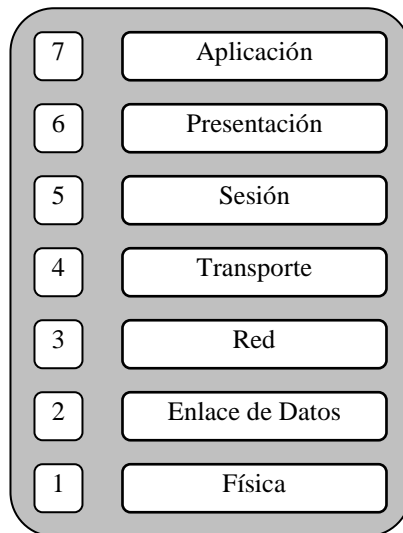 7 Aplicación
6 Presentación
5 Sesión
4 Transporte
3 Red
2 Enlace de Datos
1 Física